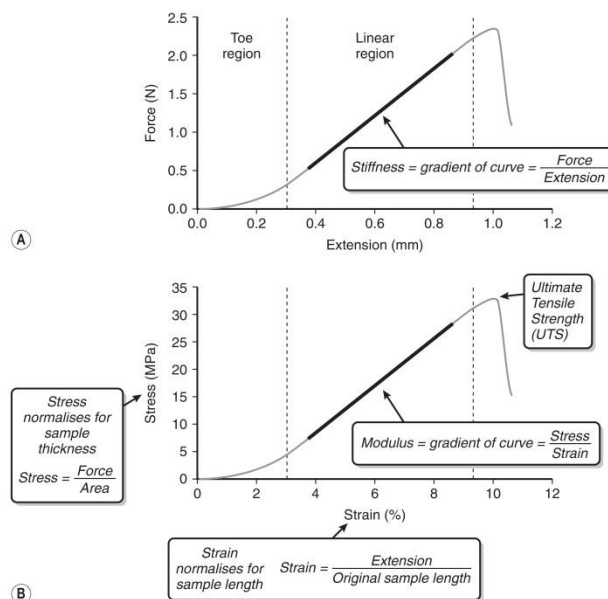 Toe
region
Linear
region
2.5
2.0
1.5
1.0
0.5
0.0
Force (N)
Stiffness = gradient of curve = Force
Extension
0.0 0.2 0.4 0.6 0.8 1.0 1.2
Extension (mm)
A
35
30
25
20
15
10
5
0
Stress (MPa)
Ultimate
Tensile
Strength
(UTS)
Stress
normalises for
sample
thickness
Stress = Force
Area
Modulus = gradient of curve = Stress
Strain
0 2 4 6 8 10 12
Strain (%)
Strain
normalises for
sample length
Strain = Extension
Original sample length
B